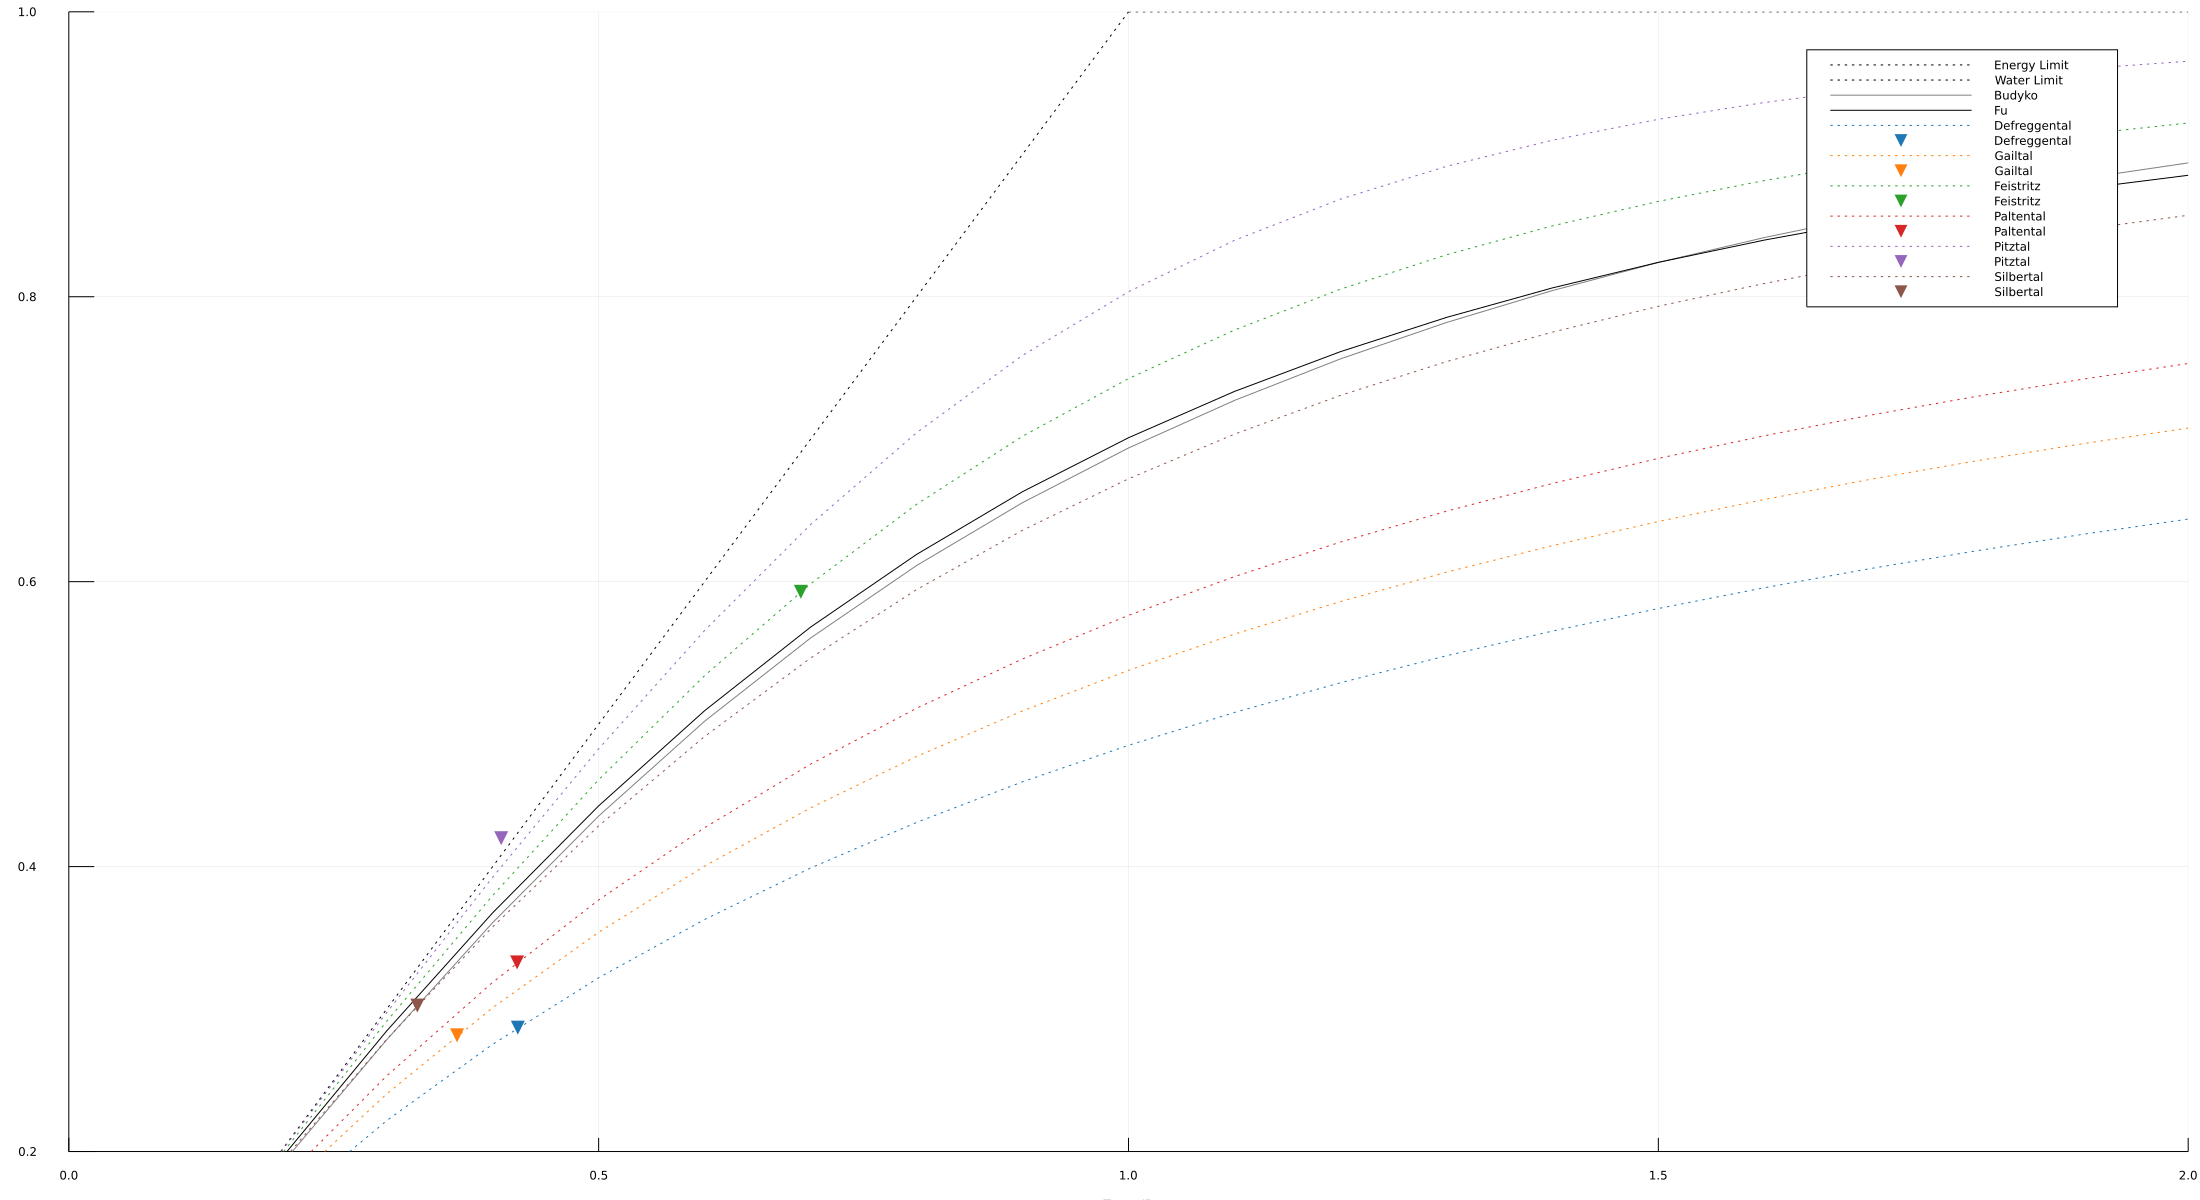 1.0
Energy Limit
Water Limit
Budyko
Fu
Defreggental
Defreggental
Gailtal
Gailtal
Feistritz
Feistritz
Paltental
Paltental
Pitztal
Pitztal
Silbertal
Silbertal
0.8
0.6
0.4
0.2
0.0 0.5 1.0 1.5 2.0